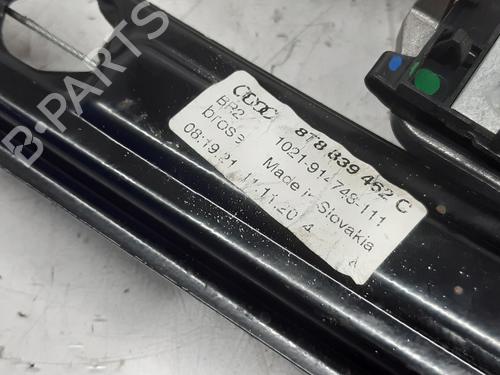 B-PARTS
8T8 839 462 C
BR2
1021-914748-111
brose Made in Slovakia
08:19:21 11.11.2014 A